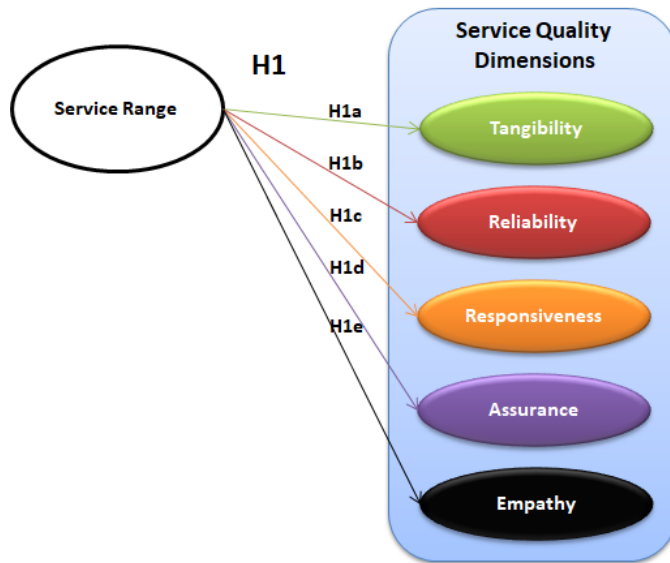 Service Quality
Dimensions
H1
Service Range
H1a
Tangibility
H1b
Reliability
H1c
H1d
Responsiveness
H1e
Assurance
Empathy